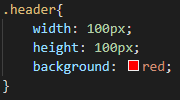 .header{
    width: 100px;
    height: 100px;
    background: red;
}